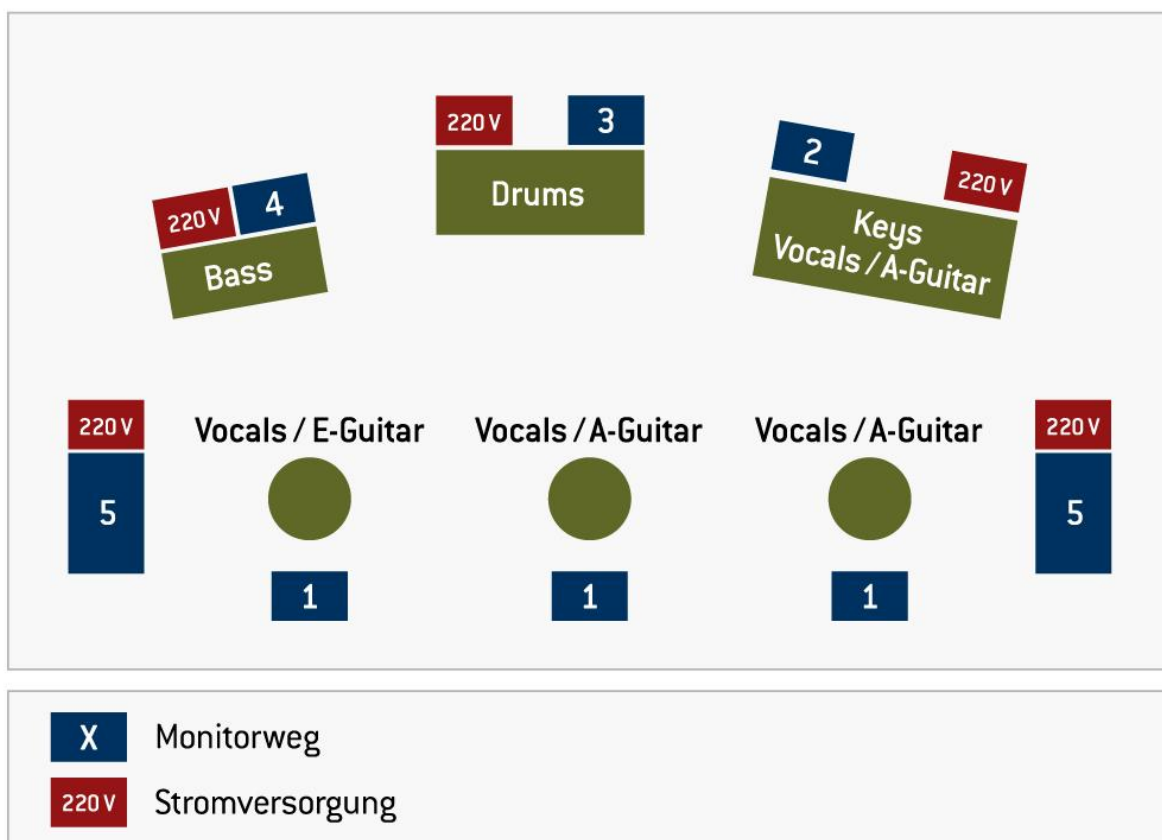 220 V
3
Drums
2
220 V
Keys
Vocals / A-Guitar
220 V
4
Bass
220 V
Vocals / E-Guitar
Vocals / A-Guitar
Vocals / A-Guitar
220 V
5
5
1
1
1
X
Monitorweg
220 V
Stromversorgung